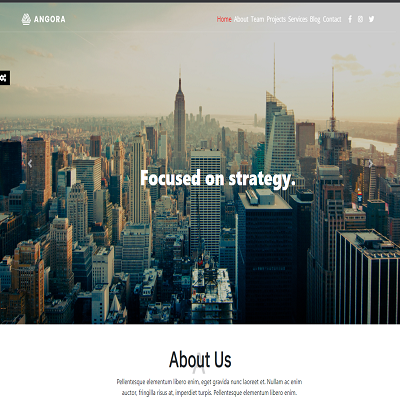 ANGORA
Home About Team Projects Services Blog Contact
Focused on strategy.
About Us
Pellentesque elementum libero enim, eget gravida nunc laoreet et. Nullam ac enim
auctor, fringilla risus at, imperdiet turpis. Pellentesque elementum libero enim.